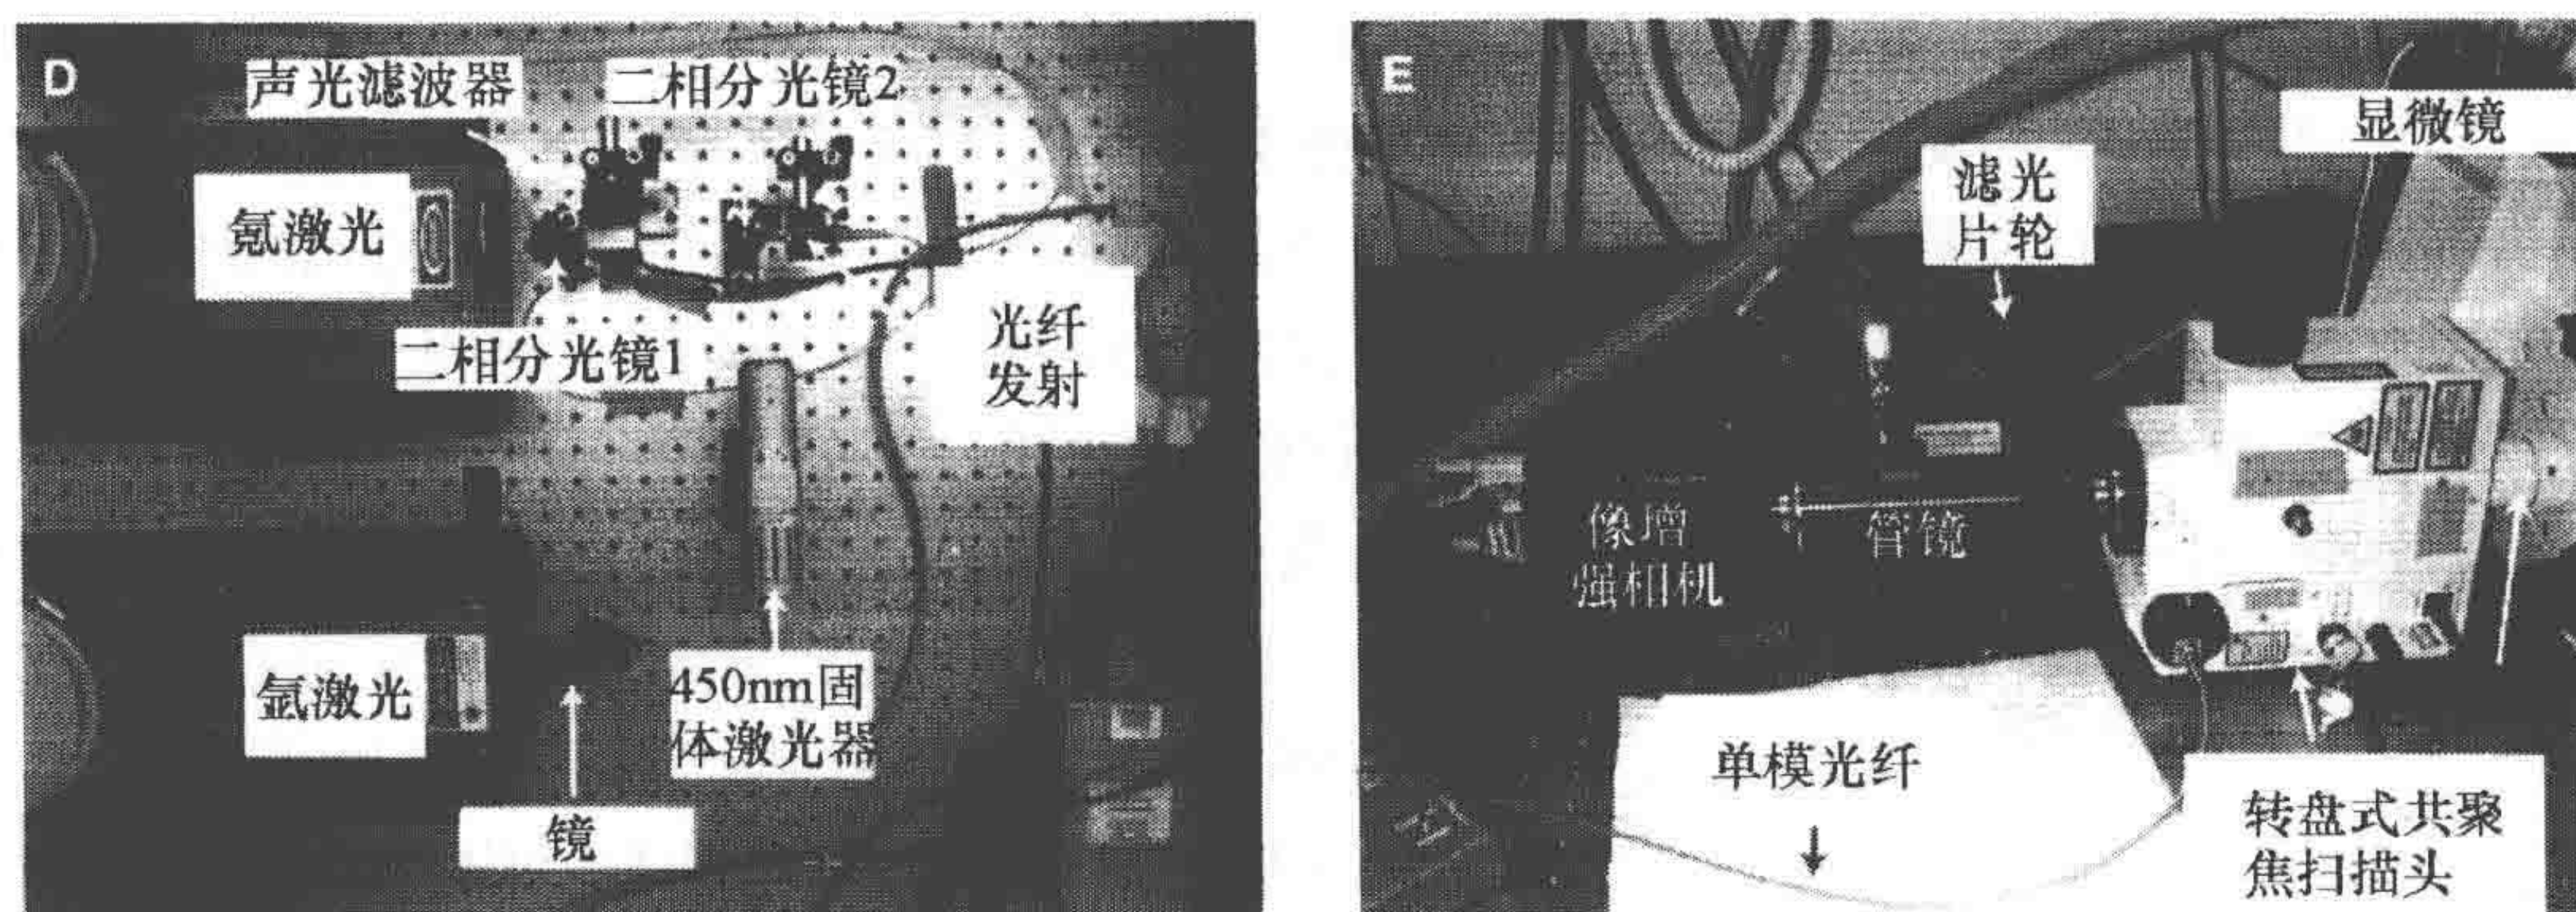 D
声光滤波器
二相分光镜2
氪激光
二相分光镜1
光纤
发射
氩激光
450nm固
体激光器
镜
E
显微镜
滤光
片轮
像增
强相机
管镜
单模光纤
转盘式共聚
焦扫描头